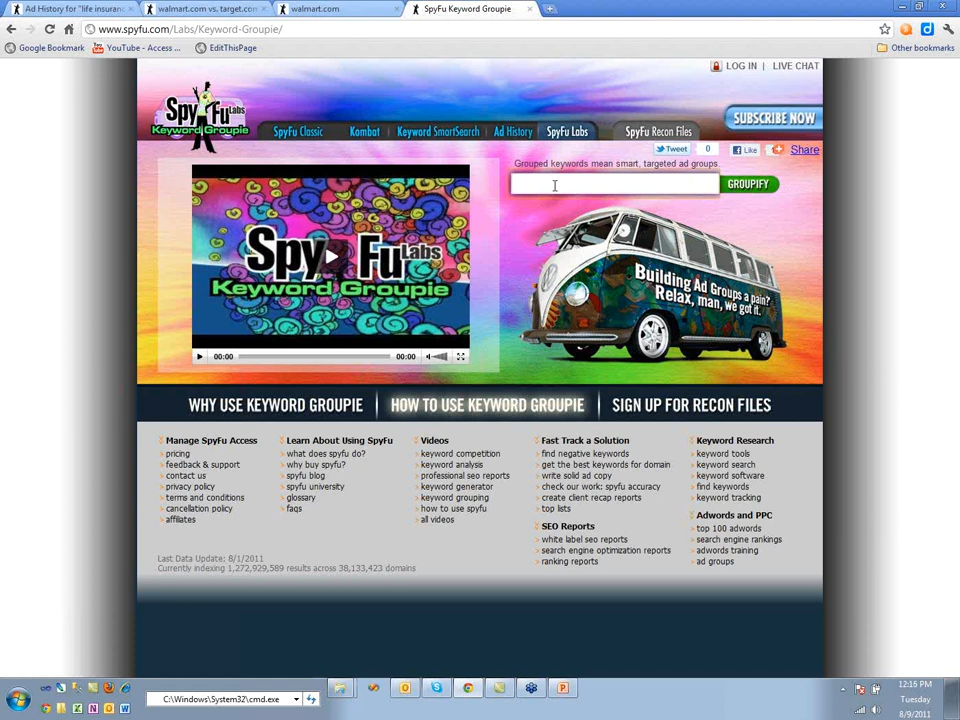 Ad History for "life insuran
walmart.com vs. target.com
walmart.com
SpyFu Keyword Groupie
www.spyfu.com/Labs/Keyword-Groupie/
Google Bookmark
YouTube - Access ...
EditThisPage
Other bookmarks
LOG IN | LIVE CHAT
Spy Fu Labs
Keyword Groupie
SUBSCRIBE NOW
SpyFu Classic
Kombat
Keyword SmartSearch
Ad History
SpyFu Labs
SpyFu Recon Files
Tweet
0
Like
Share
Grouped keywords mean smart, targeted ad groups.
GROUPIFY
Spy Fu Labs
Keyword Groupie
00:00
00:00
Building Ad Groups a pain?
Relax, man, we got it.
WHY USE KEYWORD GROUPIE
HOW TO USE KEYWORD GROUPIE
SIGN UP FOR RECON FILES
Manage SpyFu Access
pricing
feedback & support
contact us
privacy policy
terms and conditions
cancellation policy
affiliates
Learn About Using SpyFu
what does spyfu do?
why buy spyfu?
spyfu blog
spyfu university
glossary
faqs
Videos
keyword competition
keyword analysis
professional seo reports
keyword generator
keyword grouping
how to use spyfu
all videos
Fast Track a Solution
find negative keywords
get the best keywords for domain
write solid ad copy
check our work: spyfu accuracy
create client recap reports
top lists
SEO Reports
white label seo reports
search engine optimization reports
ranking reports
Keyword Research
keyword tools
keyword search
keyword software
find keywords
keyword tracking
Adwords and PPC
top 100 adwords
search engine rankings
adwords training
ad groups
Last Data Update: 8/1/2011
Currently indexing 1,272,929,589 results across 38,133,423 domains
C:\Windows\System32\cmd.exe
12:15 PM
Tuesday
8/9/2011